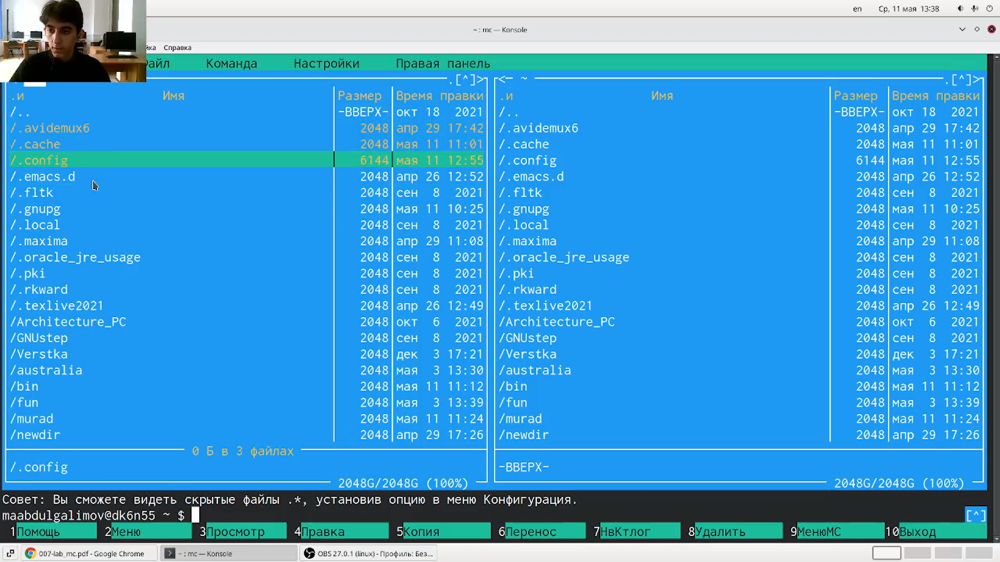 en Ср, 11 мая 13:38
~ : mc — Konsole
йка Справка
Файл Команда Настройки Правая панель
.[^]> <— ~ .[^]>
.и Имя Размер Время правки .и Имя Размер Время правки
/.. -ВВЕРХ- окт 18 2021 /.. -ВВЕРХ- окт 18 2021
/.avidemux6 2048 апр 29 17:42 /.avidemux6 2048 апр 29 17:42
/.cache 2048 мая 11 11:01 /.cache 2048 мая 11 11:01
/.config 6144 мая 11 12:55 /.config 6144 мая 11 12:55
/.emacs.d 2048 апр 26 12:52 /.emacs.d 2048 апр 26 12:52
/.fltk 2048 сен 8 2021 /.fltk 2048 сен 8 2021
/.gnupg 2048 мая 11 10:25 /.gnupg 2048 мая 11 10:25
/.local 2048 сен 8 2021 /.local 2048 сен 8 2021
/.maxima 2048 апр 29 11:08 /.maxima 2048 апр 29 11:08
/.oracle_jre_usage 2048 сен 8 2021 /.oracle_jre_usage 2048 сен 8 2021
/.pki 2048 сен 8 2021 /.pki 2048 сен 8 2021
/.rkward 2048 сен 8 2021 /.rkward 2048 сен 8 2021
/.texlive2021 2048 апр 26 12:49 /.texlive2021 2048 апр 26 12:49
/Architecture_PC 2048 окт 6 2021 /Architecture_PC 2048 окт 6 2021
/GNUstep 2048 сен 8 2021 /GNUstep 2048 сен 8 2021
/Verstka 2048 дек 3 17:21 /Verstka 2048 дек 3 17:21
/australia 2048 мая 3 13:30 /australia 2048 мая 3 13:30
/bin 2048 мая 11 11:12 /bin 2048 мая 11 11:12
/fun 2048 мая 3 13:39 /fun 2048 мая 3 13:39
/murad 2048 мая 11 11:24 /murad 2048 мая 11 11:24
/newdir 2048 апр 29 17:26 /newdir 2048 апр 29 17:26
0 Б в 3 файлах
/.config -ВВЕРХ-
2048G/2048G (100%) 2048G/2048G (100%)
Совет: Вы сможете видеть скрытые файлы .*, установив опцию в меню Конфигурация.
maabdulgalimov@dk6n55 ~ $ [^]
1Помощь 2Меню 3Просмотр 4Правка 5Копия 6Перенос 7НвКтлог 8Удалить 9МенюMC 10Выход
007-lab_mc.pdf - Google Chrome ~ : mc — Konsole OBS 27.0.1 (linux) - Профиль: Без...